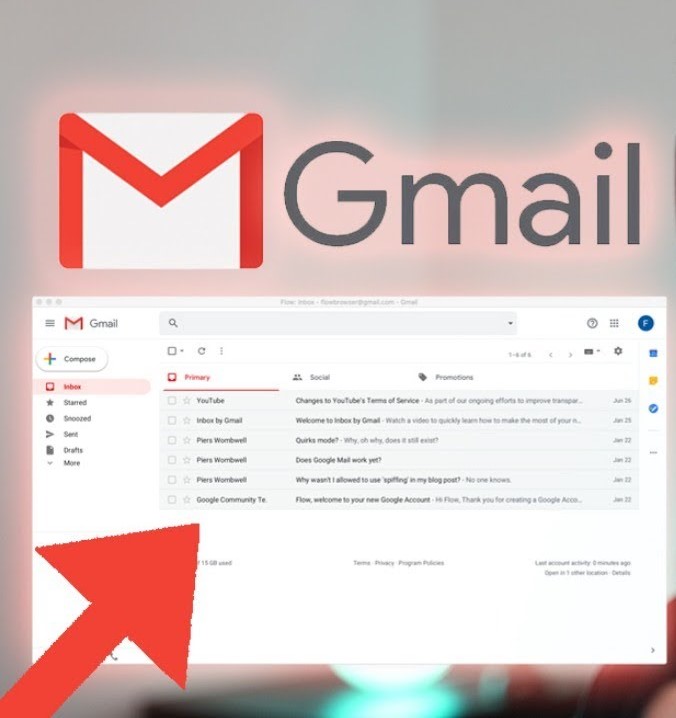 Gmail
Flow: Inbox - flowbrowser@gmail.com - Gmail
Gmail
F
Compose
1–6 of 6
Primary
Social
Promotions
Inbox
Starred
Snoozed
Sent
Drafts
More
YouTube Changes to YouTube's Terms of Service - As part of our ongoing efforts to improve transpar... Jun 26
Inbox by Gmail Welcome to Inbox by Gmail - Watch a video to quickly learn how to make the most of your n... Jan 25
Piers Wombwell Quirks mode? - Why, oh why, does it still exist? Jan 22
Piers Wombwell Does Google Mail work yet? Jan 22
Piers Wombwell Why wasn't I allowed to use 'spiffing' in my blog post? - No one knows. Jan 22
Google Community Te. Flow, welcome to your new Google Account - Hi Flow, Thank you for creating a Google Acco... Jan 22
15 GB used
Terms · Privacy · Program Policies
Last account activity: 0 minutes ago
Open in 1 other location · Details